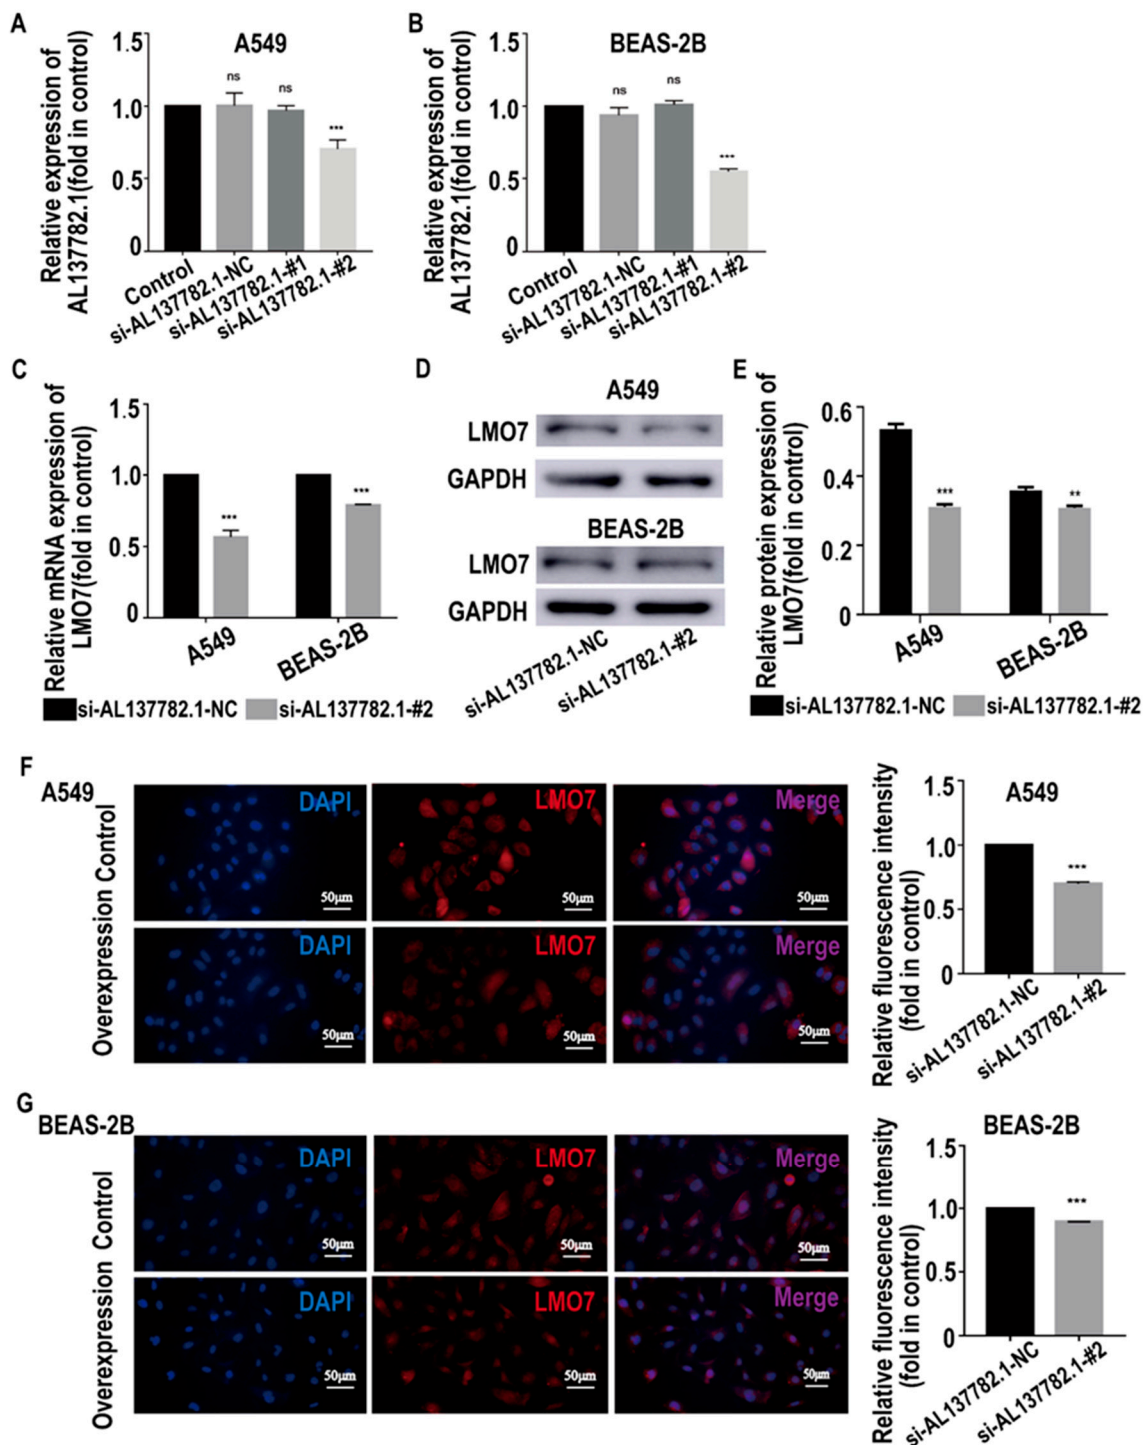 A
A549
Relative expression of
AL137782.1(fold in control)
1.5
1.0
0.5
0
ns
ns
***
Control
si-AL137782.1-NC
si-AL137782.1-#1
si-AL137782.1-#2
B
BEAS-2B
Relative expression of
AL137782.1(fold in control)
1.5
1.0
0.5
0
ns
ns
***
Control
si-AL137782.1-NC
si-AL137782.1-#1
si-AL137782.1-#2
C
Relative mRNA expression of
LMO7(fold in control)
1.5
1.0
0.5
0
***
***
A549
BEAS-2B
si-AL137782.1-NC
si-AL137782.1-#2
D
A549
LMO7
GAPDH
BEAS-2B
LMO7
GAPDH
si-AL137782.1-NC
si-AL137782.1-#2
E
Relative protein expression of
LMO7(fold in control)
0.6
0.4
0.2
0
***
**
A549
BEAS-2B
si-AL137782.1-NC
si-AL137782.1-#2
F
A549
Overexpression Control
DAPI
50μm
LMO7
50μm
Merge
50μm
DAPI
50μm
LMO7
50μm
Merge
50μm
Relative fluorescence intensity
(fold in control)
A549
1.5
1.0
0.5
0
***
si-AL137782.1-NC
si-AL137782.1-#2
G
BEAS-2B
Overexpression Control
DAPI
50μm
LMO7
50μm
Merge
50μm
DAPI
50μm
LMO7
50μm
Merge
50μm
Relative fluorescence intensity
(fold in control)
BEAS-2B
1.5
1.0
0.5
0
***
si-AL137782.1-NC
si-AL137782.1-#2